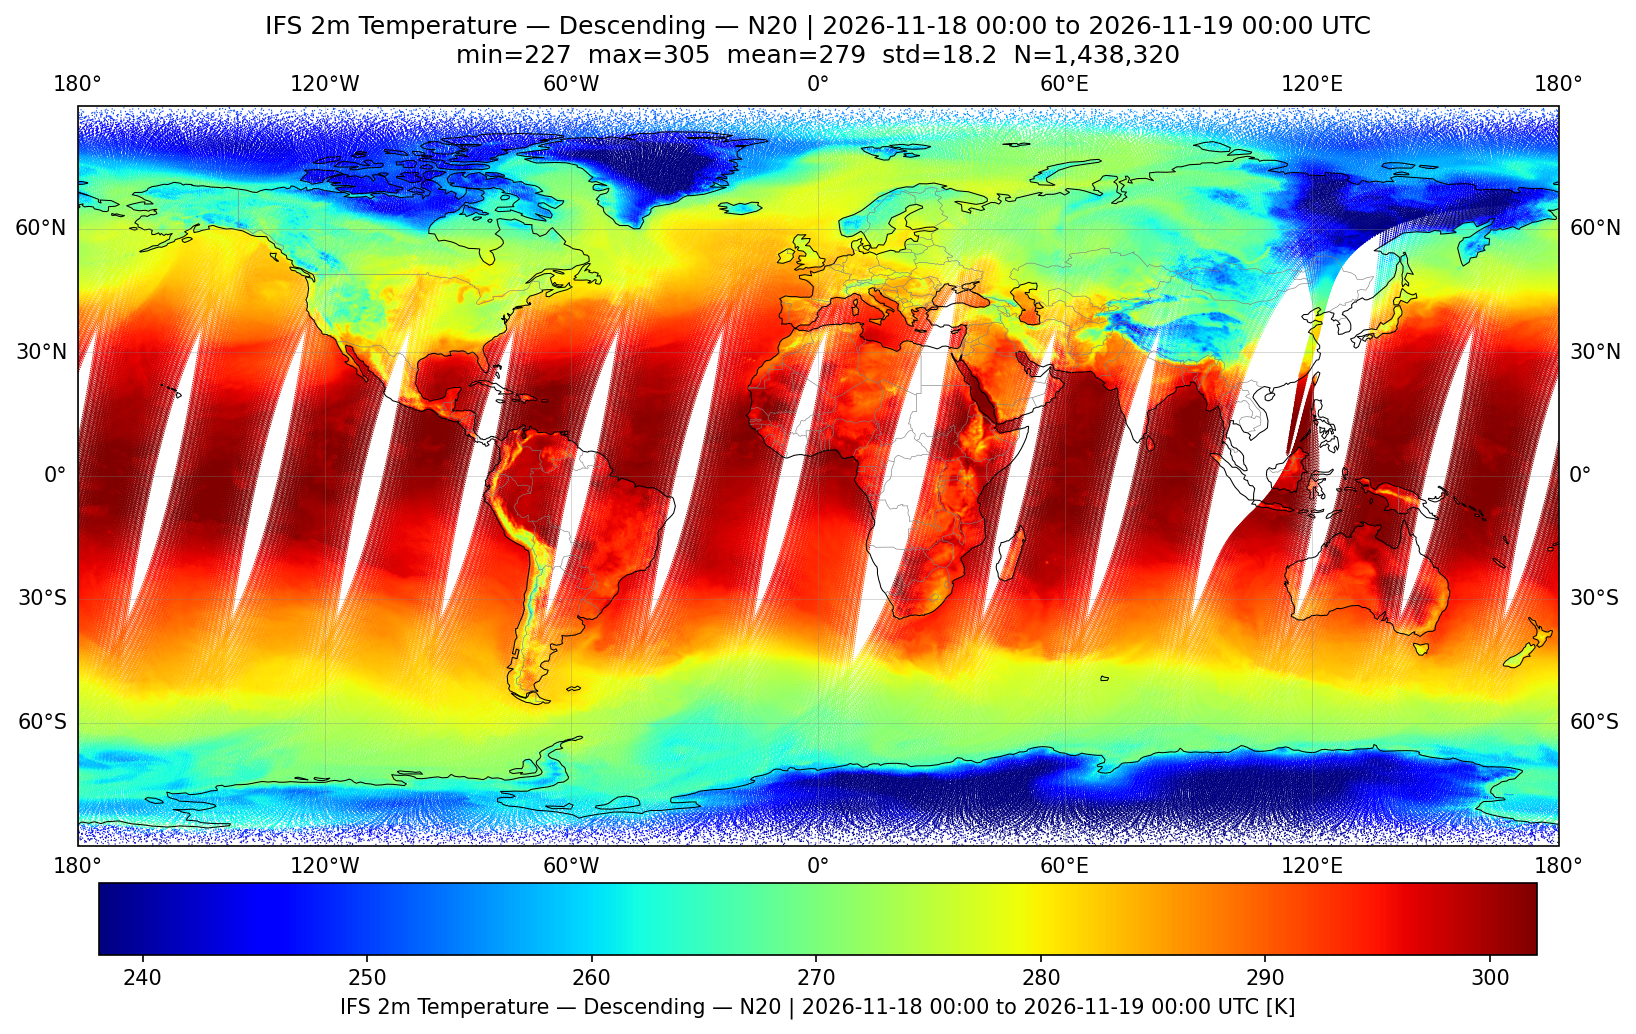 IFS 2m Temperature — Descending — N20 | 2026-11-18 00:00 to 2026-11-19 00:00 UTC
min=227  max=305  mean=279  std=18.2  N=1,438,320
180° 120°W 60°W 0° 60°E 120°E 180°
60°N 60°N
30°N 30°N
0° 0°
30°S 30°S
60°S 60°S
180° 120°W 60°W 0° 60°E 120°E 180°
240 250 260 270 280 290 300
IFS 2m Temperature — Descending — N20 | 2026-11-18 00:00 to 2026-11-19 00:00 UTC [K]